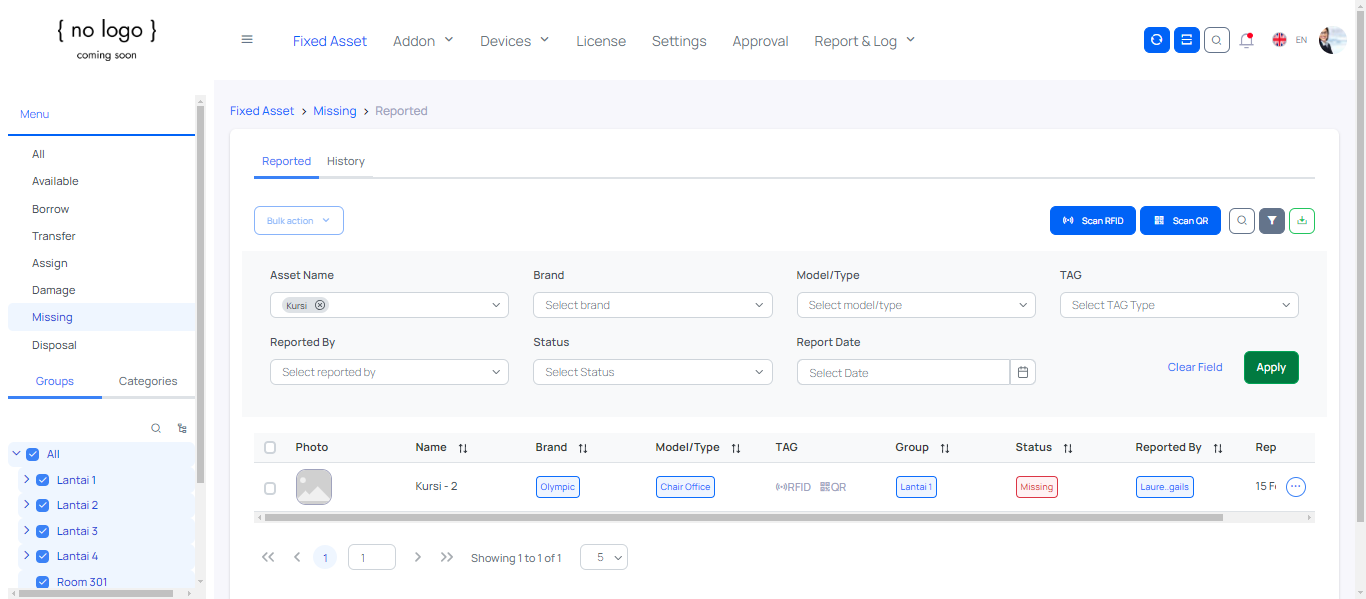 { no logo }
coming soon
Fixed Asset Addon Devices License Settings Approval Report & Log EN
Menu
All
Available
Borrow
Transfer
Assign
Damage
Missing
Disposal
Groups Categories
All
Lantai 1
Lantai 2
Lantai 3
Lantai 4
Room 301
Fixed Asset > Missing > Reported
Reported History
Bulk action Scan RFID Scan QR
Asset Name Brand Model/Type TAG
Kursi Select brand Select model/type Select TAG Type
Reported By Status Report Date
Select reported by Select Status Select Date Clear Field Apply
Photo Name Brand Model/Type TAG Group Status Reported By Rep
Kursi - 2 Olympic Chair Office RFID QR Lantai 1 Missing Laure..gails 15 Fe
1 1 Showing 1 to 1 of 1 5